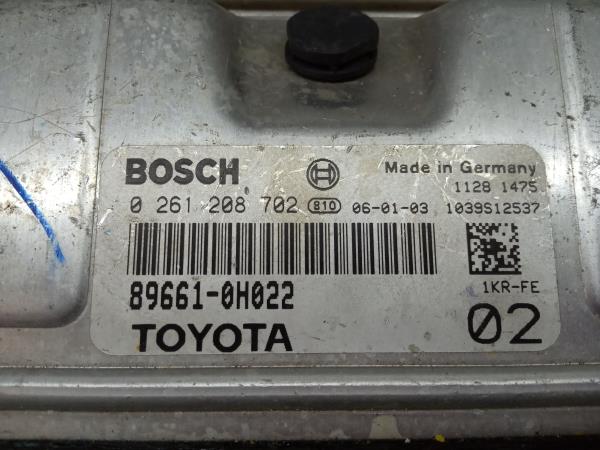 BOSCH Made in Germany
1128 1475
0 261 208 702 810 06-01-03 1039S12537
89661-0H022 1KR-FE
TOYOTA 02